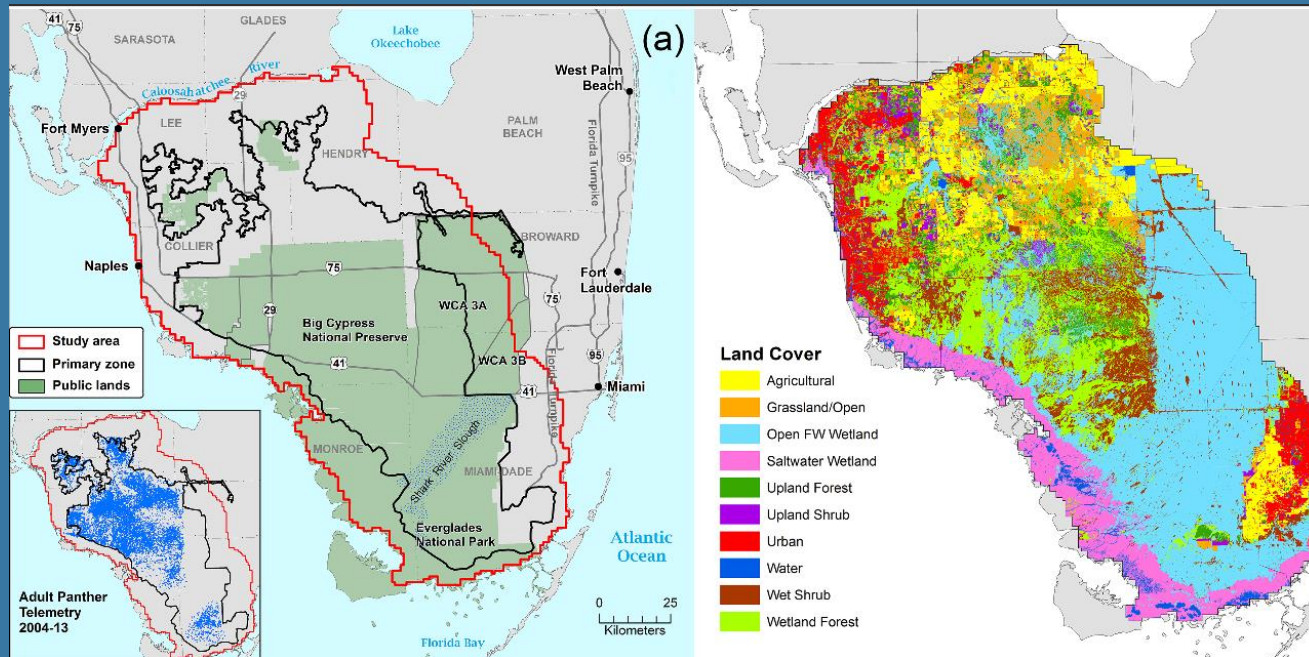 41
75
SARASOTA
GLADES
Lake
Okeechobee
(a)
Caloosahatchee River
29
West Palm
Beach
Fort Myers
LEE
HENDRY
PALM
BEACH
Florida Turnpike
95
COLLIER
BROWARD
Naples
75
Fort
Lauderdale
29
WCA 3A
75
Big Cypress
National Preserve
Study area
Primary zone
Public lands
41
WCA 3B
95
41
Miami
Florida Turnpike
MONROE
Shark River Slough
MIAMI-DADE
Everglades
National Park
Atlantic
Ocean
Adult Panther
Telemetry
2004-13
0 25
Kilometers
Florida Bay
Land Cover
Agricultural
Grassland/Open
Open FW Wetland
Saltwater Wetland
Upland Forest
Upland Shrub
Urban
Water
Wet Shrub
Wetland Forest